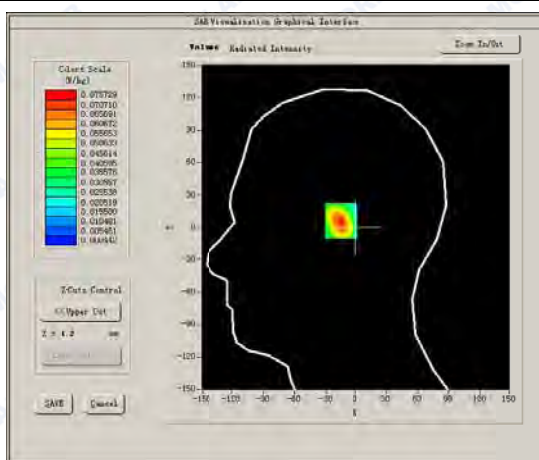 SAR Visualisation Graphical Interface
Volume Radiated Intensity
Zoom In/Out
Colors Scale
(W/kg)
0.075729
0.070710
0.065691
0.060672
0.055653
0.050633
0.045614
0.040595
0.035576
0.030557
0.025538
0.020519
0.015500
0.010481
0.005461
0.000442
Z-Cuts Control
<<Upper Cut
Z = 4.2 mm
SAVE
Cancel
150
90
60
30
0
-30
-60
-90
-120
-150
-150 -120 -90 -60 -30 0 30 60 90 120 150
X